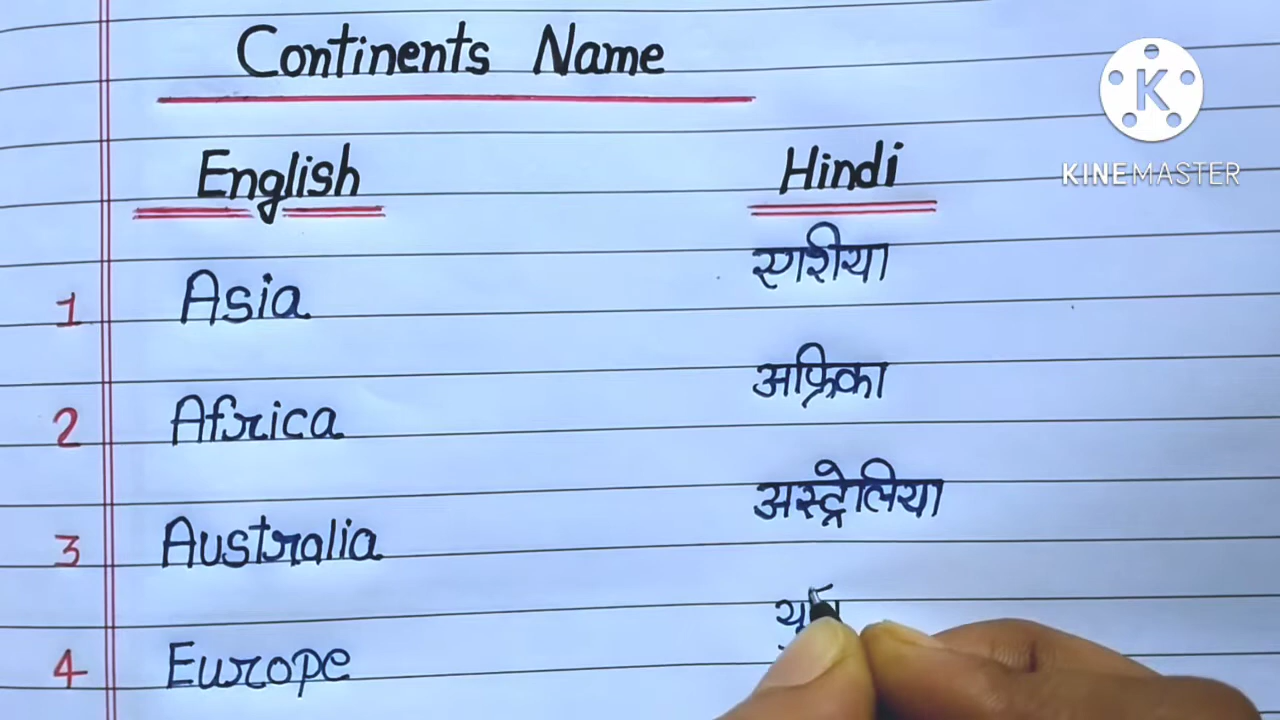 Continents Name
K
KINEMASTER
English Hindi
1 Asia एशीया
2 Africa अफ्रिका
3 Australia अस्ट्रेलिया
4 Europe